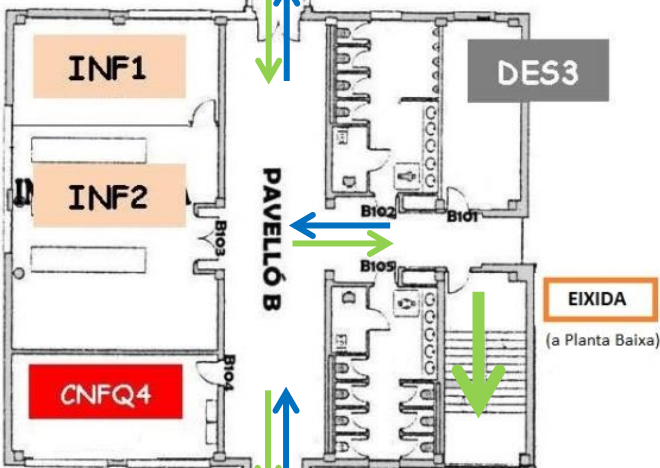 INF1
DES3
INF2
PAVELLÓ B
B102
B101
B103
B105
EIXIDA
(a Planta Baixa)
B104
CNFQ4